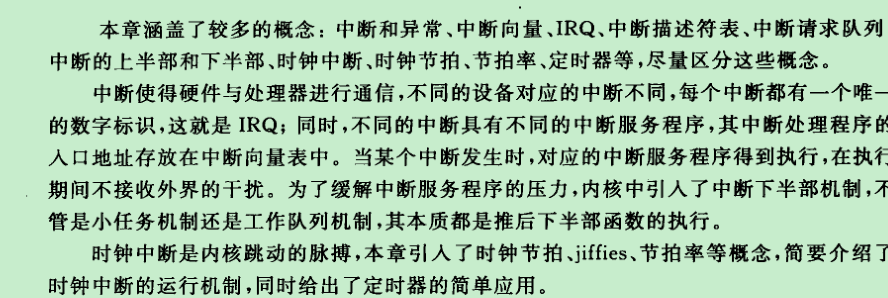 本章涵盖了较多的概念：中断和异常、中断向量、IRQ、中断描述符表、中断请求队列
中断的上半部和下半部、时钟中断、时钟节拍、节拍率、定时器等，尽量区分这些概念。
中断使得硬件与处理器进行通信，不同的设备对应的中断不同，每个中断都有一个唯一
的数字标识，这就是 IRQ；同时，不同的中断具有不同的中断服务程序，其中断处理程序的
入口地址存放在中断向量表中。当某个中断发生时，对应的中断服务程序得到执行，在执行
期间不接收外界的干扰。为了缓解中断服务程序的压力，内核中引入了中断下半部机制，不
管是小任务机制还是工作队列机制，其本质都是推后下半部函数的执行。
时钟中断是内核跳动的脉搏，本章引入了时钟节拍、jiffies、节拍率等概念，简要介绍了
时钟中断的运行机制，同时给出了定时器的简单应用。